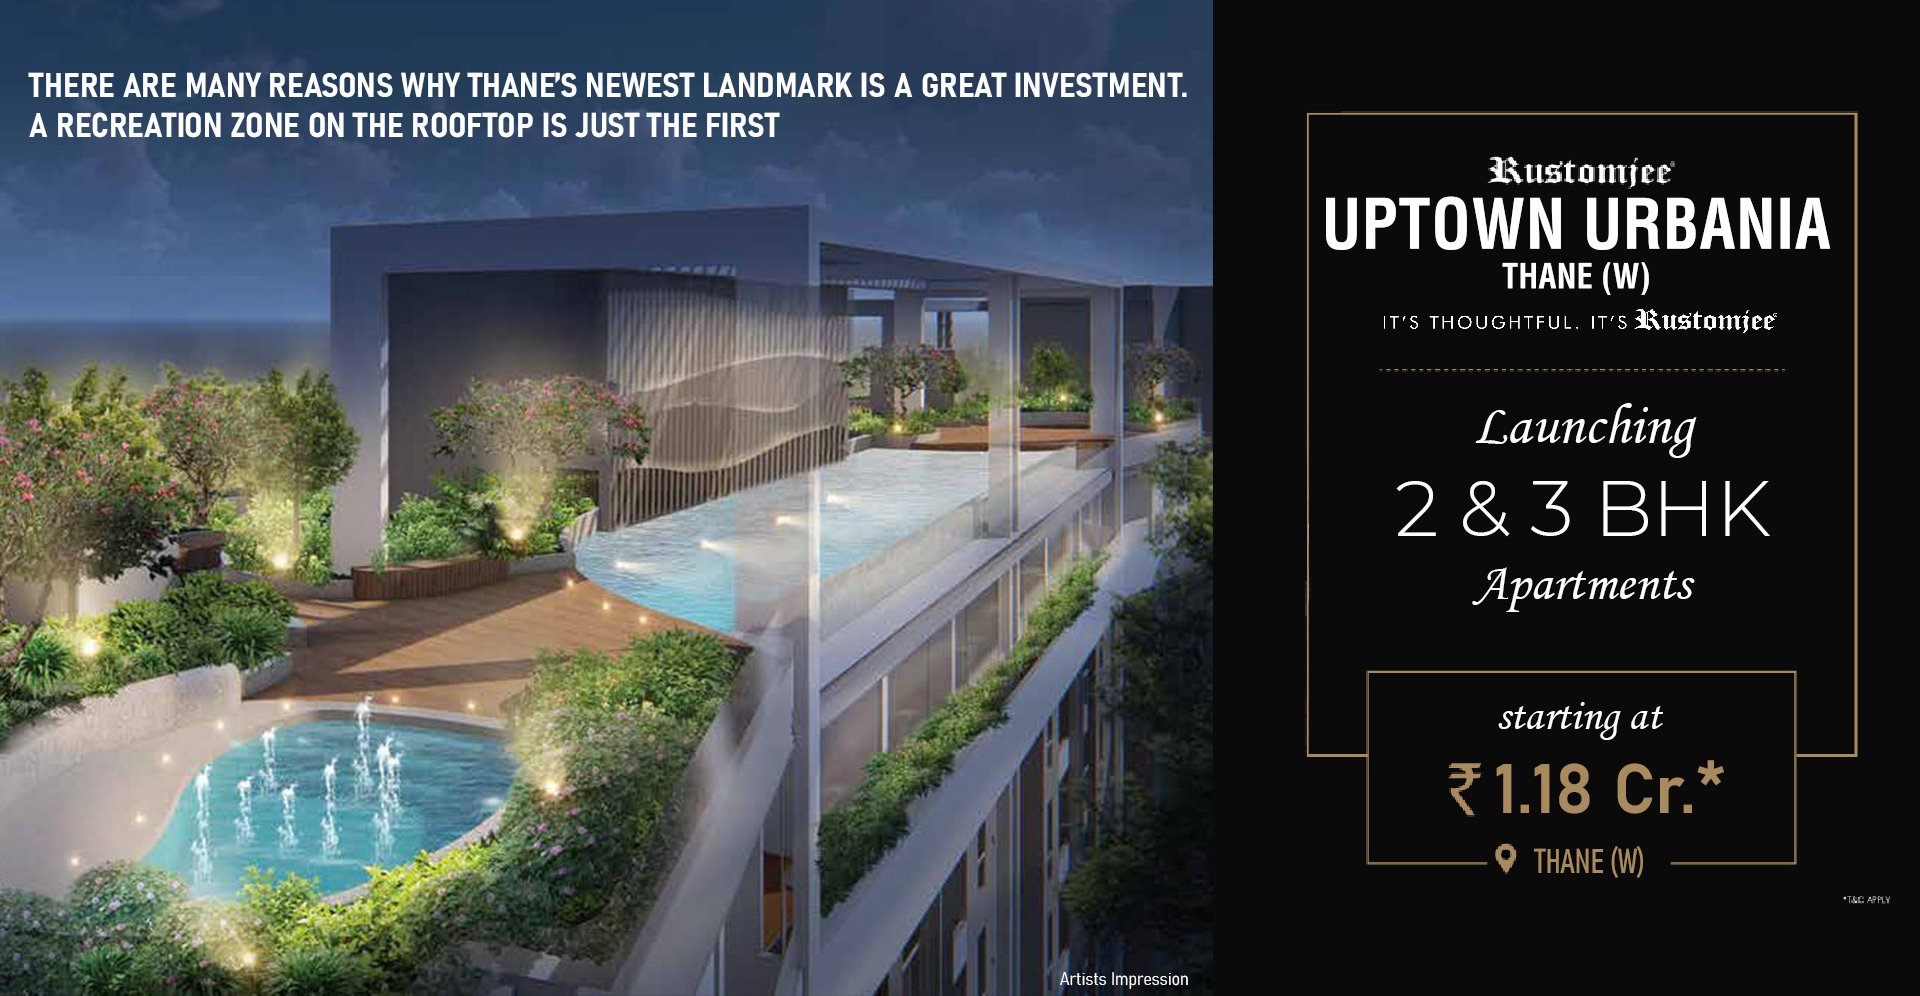 THERE ARE MANY REASONS WHY THANE'S NEWEST LANDMARK IS A GREAT INVESTMENT.
A RECREATION ZONE ON THE ROOFTOP IS JUST THE FIRST
Artists Impression
Rustomjee®
UPTOWN URBANIA
THANE (W)
IT'S THOUGHTFUL. IT'S Rustomjee®
Launching
2 & 3 BHK
Apartments
starting at
₹ 1.18 Cr.*
THANE (W)
*T&C APPLY